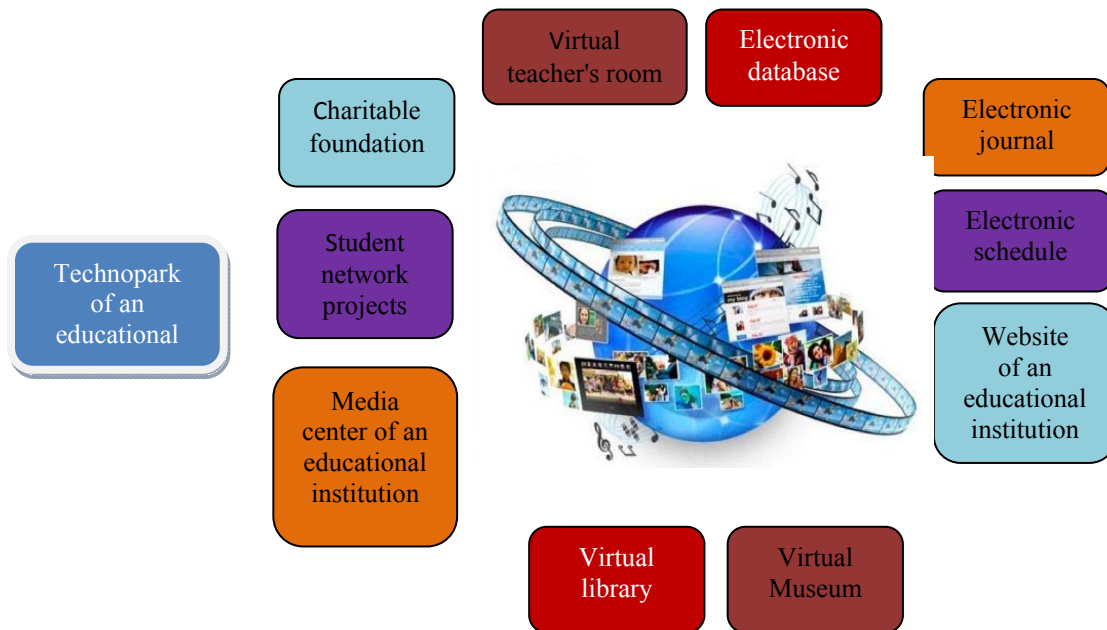 Virtual
teacher's room
Electronic
database
Charitable
foundation
Electronic
journal
Student
network
projects
Electronic
schedule
Technopark
of an
educational
Website
of an
educational
institution
Media
center of an
educational
institution
Virtual
library
Virtual
Museum